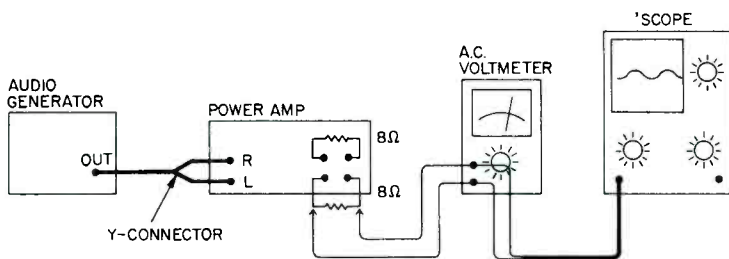 'SCOPE
A.C.
VOLTMETER
AUDIO
GENERATOR
POWER AMP
8Ω
OUT
R
L
8Ω
Y-CONNECTOR